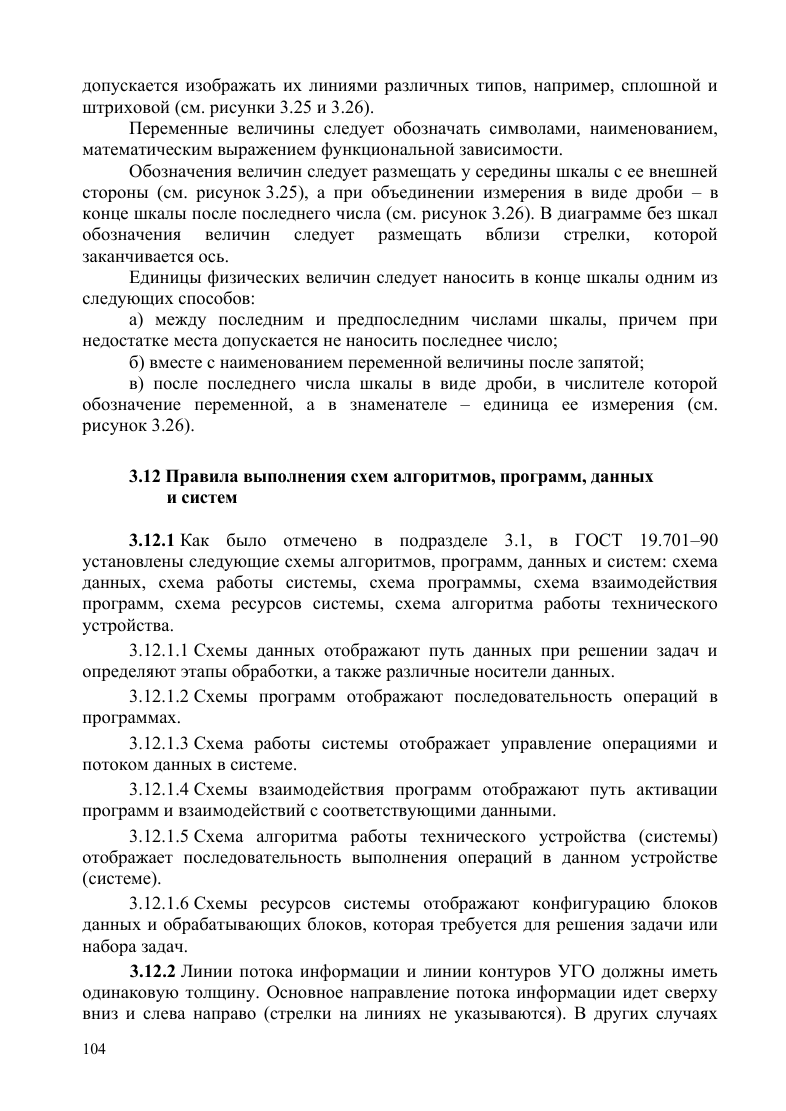 допускается изображать их линиями различных типов, например, сплошной и
штриховой (см. рисунки 3.25 и 3.26).
Переменные величины следует обозначать символами, наименованием,
математическим выражением функциональной зависимости.
Обозначения величин следует размещать у середины шкалы с ее внешней
стороны (см. рисунок 3.25), а при объединении измерения в виде дроби – в
конце шкалы после последнего числа (см. рисунок 3.26). В диаграмме без шкал
обозначения величин следует размещать вблизи стрелки, которой
заканчивается ось.
Единицы физических величин следует наносить в конце шкалы одним из
следующих способов:
а) между последним и предпоследним числами шкалы, причем при
недостатке места допускается не наносить последнее число;
б) вместе с наименованием переменной величины после запятой;
в) после последнего числа шкалы в виде дроби, в числителе которой
обозначение переменной, а в знаменателе – единица ее измерения (см.
рисунок 3.26).
3.12 Правила выполнения схем алгоритмов, программ, данных
и систем
3.12.1 Как было отмечено в подразделе 3.1, в ГОСТ 19.701–90
установлены следующие схемы алгоритмов, программ, данных и систем: схема
данных, схема работы системы, схема программы, схема взаимодействия
программ, схема ресурсов системы, схема алгоритма работы технического
устройства.
3.12.1.1 Схемы данных отображают путь данных при решении задач и
определяют этапы обработки, а также различные носители данных.
3.12.1.2 Схемы программ отображают последовательность операций в
программах.
3.12.1.3 Схема работы системы отображает управление операциями и
потоком данных в системе.
3.12.1.4 Схемы взаимодействия программ отображают путь активации
программ и взаимодействий с соответствующими данными.
3.12.1.5 Схема алгоритма работы технического устройства (системы)
отображает последовательность выполнения операций в данном устройстве
(системе).
3.12.1.6 Схемы ресурсов системы отображают конфигурацию блоков
данных и обрабатывающих блоков, которая требуется для решения задачи или
набора задач.
3.12.2 Линии потока информации и линии контуров УГО должны иметь
одинаковую толщину. Основное направление потока информации идет сверху
вниз и слева направо (стрелки на линиях не указываются). В других случаях
104